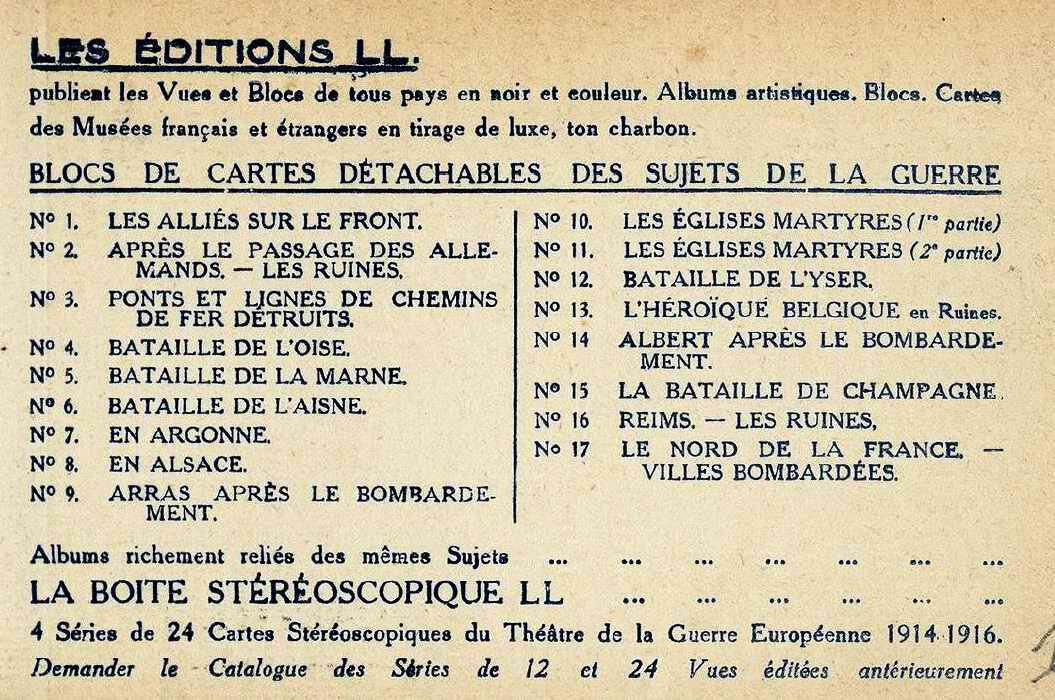 LES ÉDITIONS LL.
publient les Vues et Blocs de tous pays en noir et couleur. Albums artistiques. Blocs. Cartes
des Musées français et étrangers en tirage de luxe, ton charbon.
BLOCS DE CARTES DÉTACHABLES DES SUJETS DE LA GUERRE
Nº 1. LES ALLIÉS SUR LE FRONT.
Nº 2. APRÈS LE PASSAGE DES ALLE-
MANDS. — LES RUINES.
Nº 3. PONTS ET LIGNES DE CHEMINS
DE FER DÉTRUITS.
Nº 4. BATAILLE DE L'OISE.
Nº 5. BATAILLE DE LA MARNE.
Nº 6. BATAILLE DE L'AISNE.
Nº 7. EN ARGONNE.
Nº 8. EN ALSACE.
Nº 9. ARRAS APRÈS LE BOMBARDE-
MENT.
Nº 10. LES ÉGLISES MARTYRES (1re partie)
Nº 11. LES ÉGLISES MARTYRES (2e partie)
Nº 12. BATAILLE DE L'YSER.
Nº 13. L'HÉROÏQUE BELGIQUE en Ruines.
Nº 14 ALBERT APRÈS LE BOMBARDE-
MENT.
Nº 15 LA BATAILLE DE CHAMPAGNE.
Nº 16 REIMS. — LES RUINES,
No 17 LE NORD DE LA FRANCE. —
VILLES BOMBARDÉES.
Albums richement reliés des mêmes Sujets ... ... ... ... ... ... ...
LA BOITE STÉRÉOSCOPIQUE LL ... ... ... ... ... ...
4 Séries de 24 Cartes Stéréoscopiques du Théâtre de la Guerre Européenne 1914-1916.
Demander le Catalogue des Séries de 12 et 24 Vues éditées antérieurement